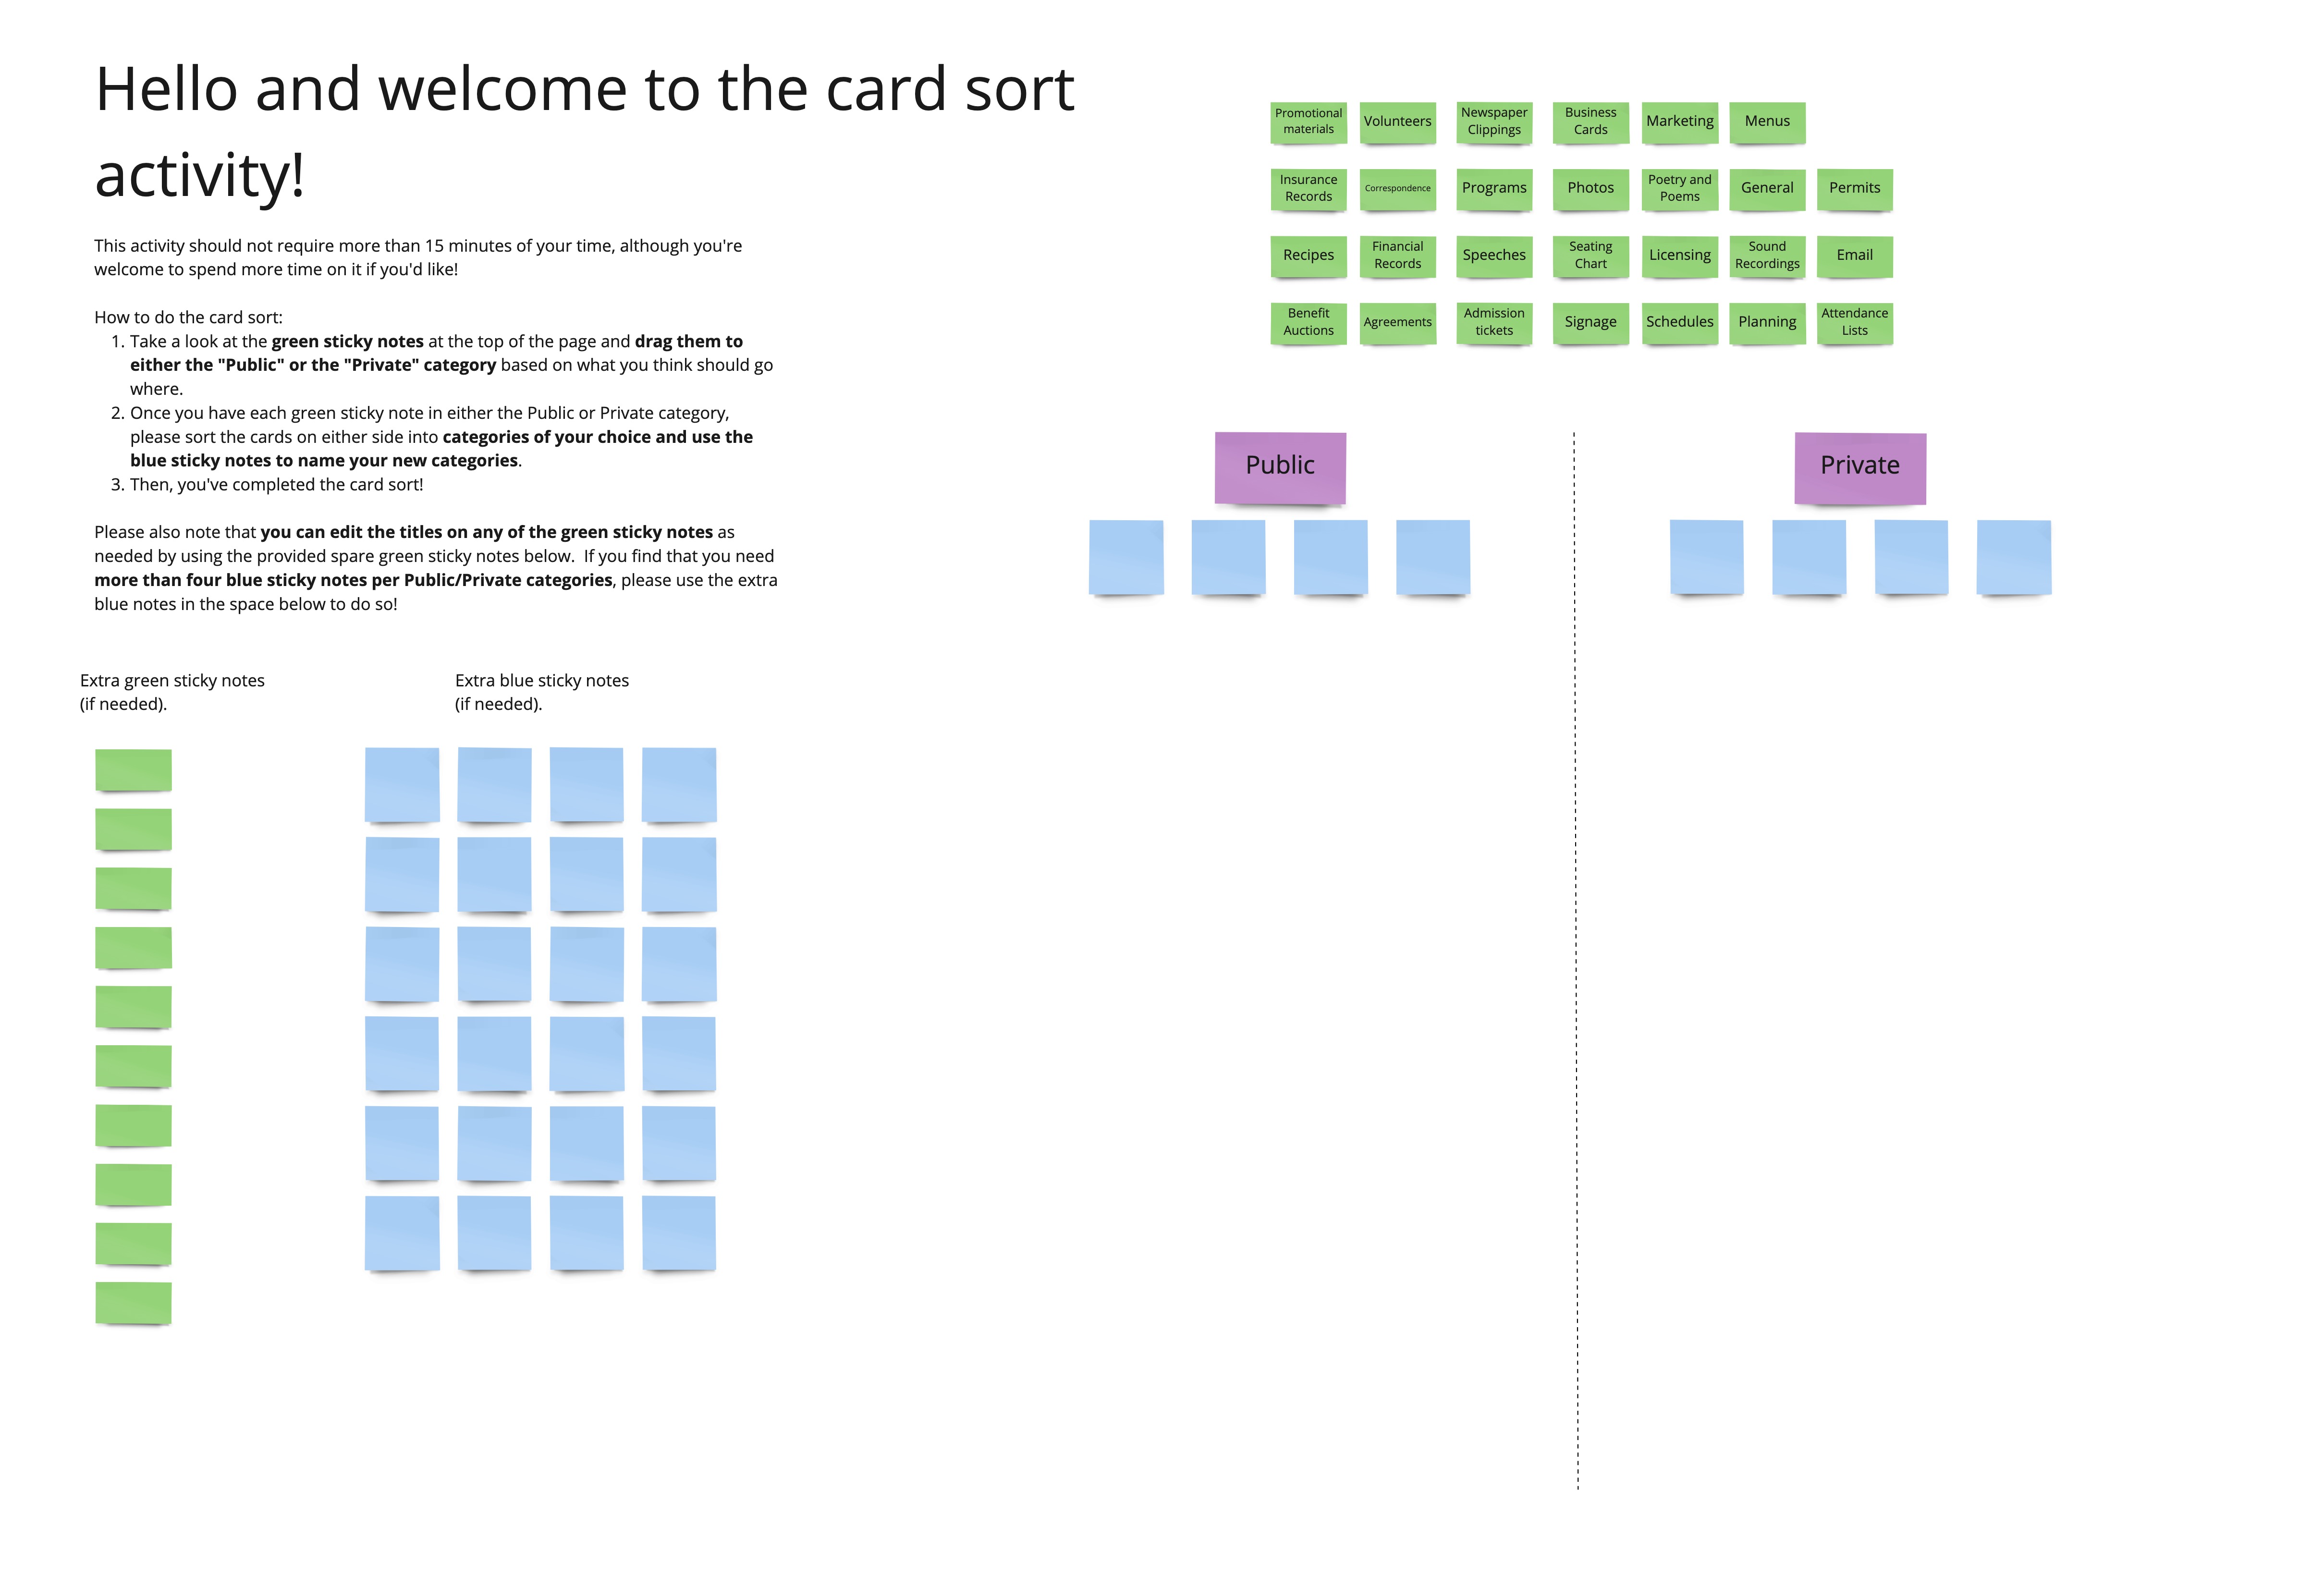 Hello and welcome to the card sort
activity!
This activity should not require more than 15 minutes of your time, although you're
welcome to spend more time on it if you'd like!
How to do the card sort:
1. Take a look at the green sticky notes at the top of the page and drag them to
either the "Public" or the "Private" category based on what you think should go
where.
2. Once you have each green sticky note in either the Public or Private category,
please sort the cards on either side into categories of your choice and use the
blue sticky notes to name your new categories.
3. Then, you've completed the card sort!
Please also note that you can edit the titles on any of the green sticky notes as
needed by using the provided spare green sticky notes below. If you find that you need
more than four blue sticky notes per Public/Private categories, please use the extra
blue notes in the space below to do so!
Extra green sticky notes
(if needed).
Extra blue sticky notes
(if needed).
Promotional
materials
Volunteers
Newspaper
Clippings
Business
Cards
Marketing
Menus
Insurance
Records
Correspondence
Programs
Photos
Poetry and
Poems
General
Permits
Recipes
Financial
Records
Speeches
Seating
Chart
Licensing
Sound
Recordings
Email
Benefit
Auctions
Agreements
Admission
tickets
Signage
Schedules
Planning
Attendance
Lists
Public
Private